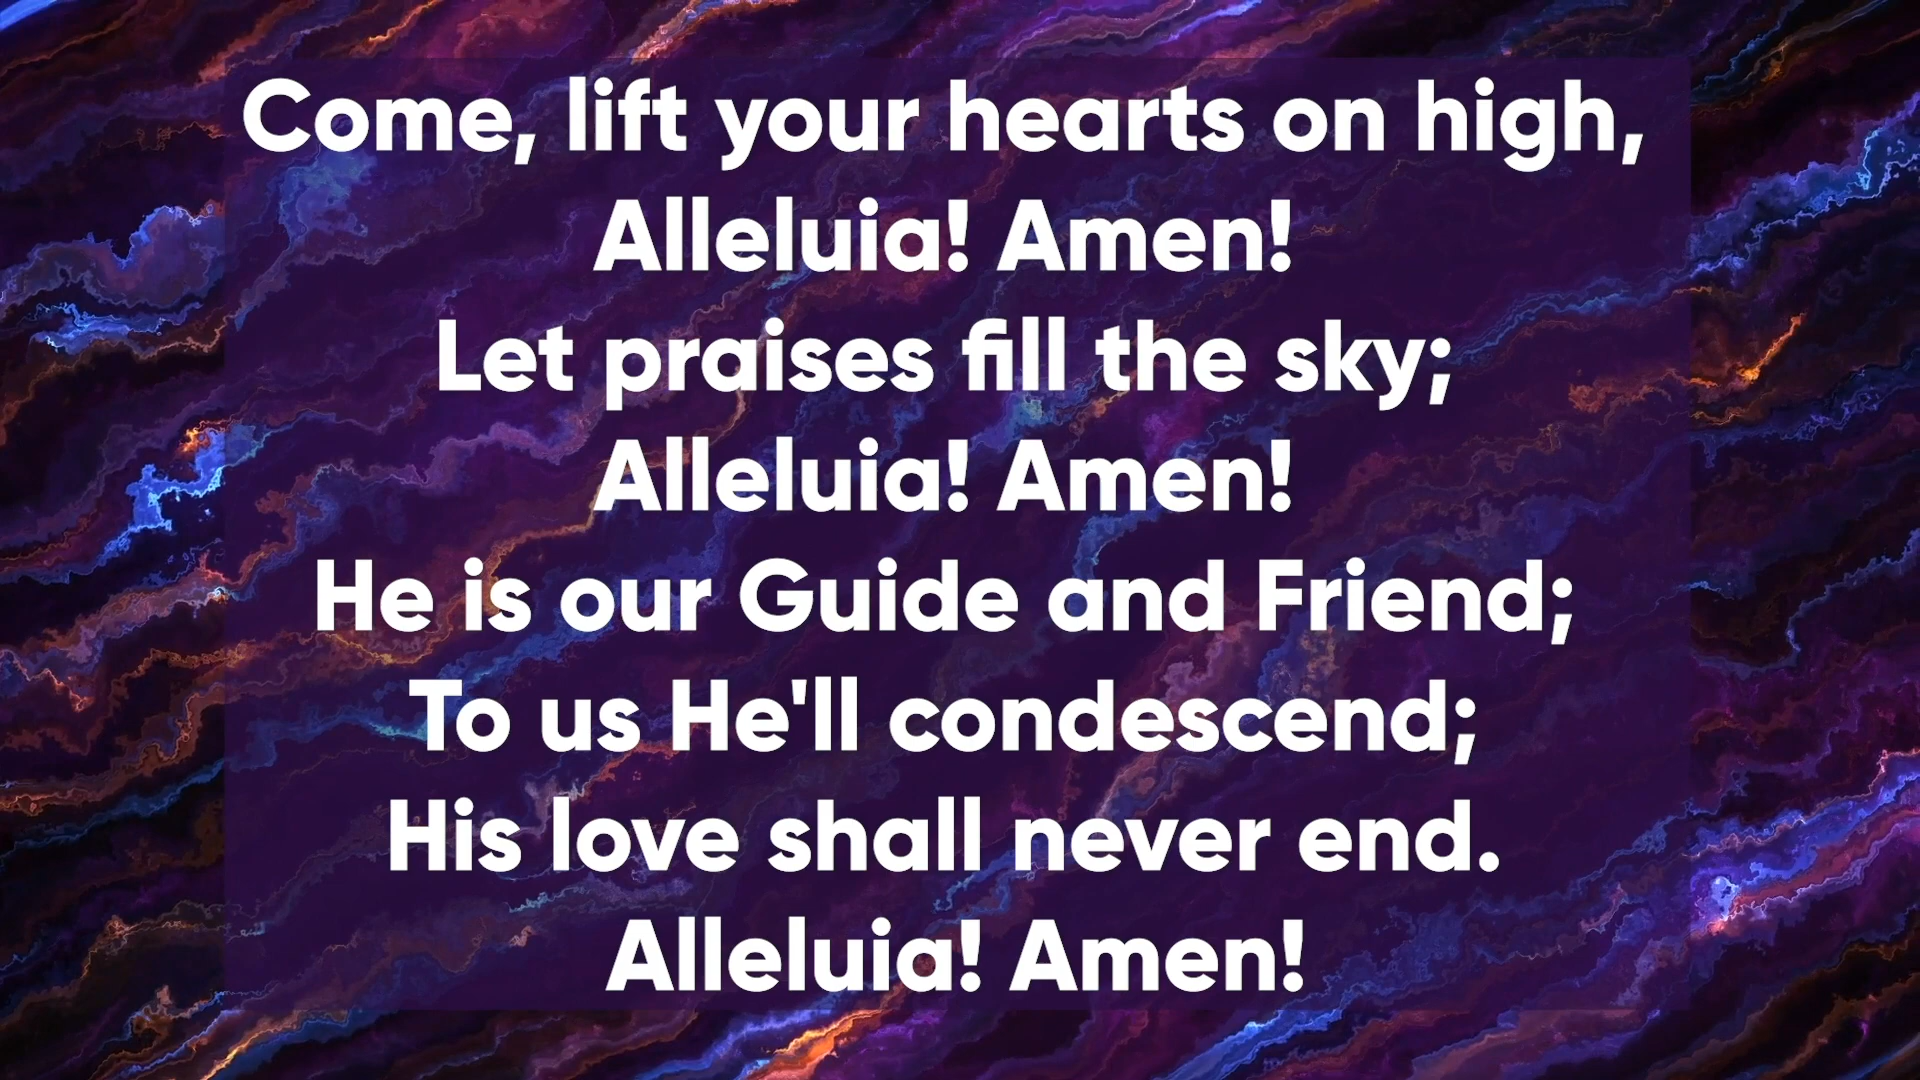 Come, lift your hearts on high,
Alleluia! Amen!
Let praises fill the sky;
Alleluia! Amen!
He is our Guide and Friend;
To us He'll condescend;
His love shall never end.
Alleluia! Amen!